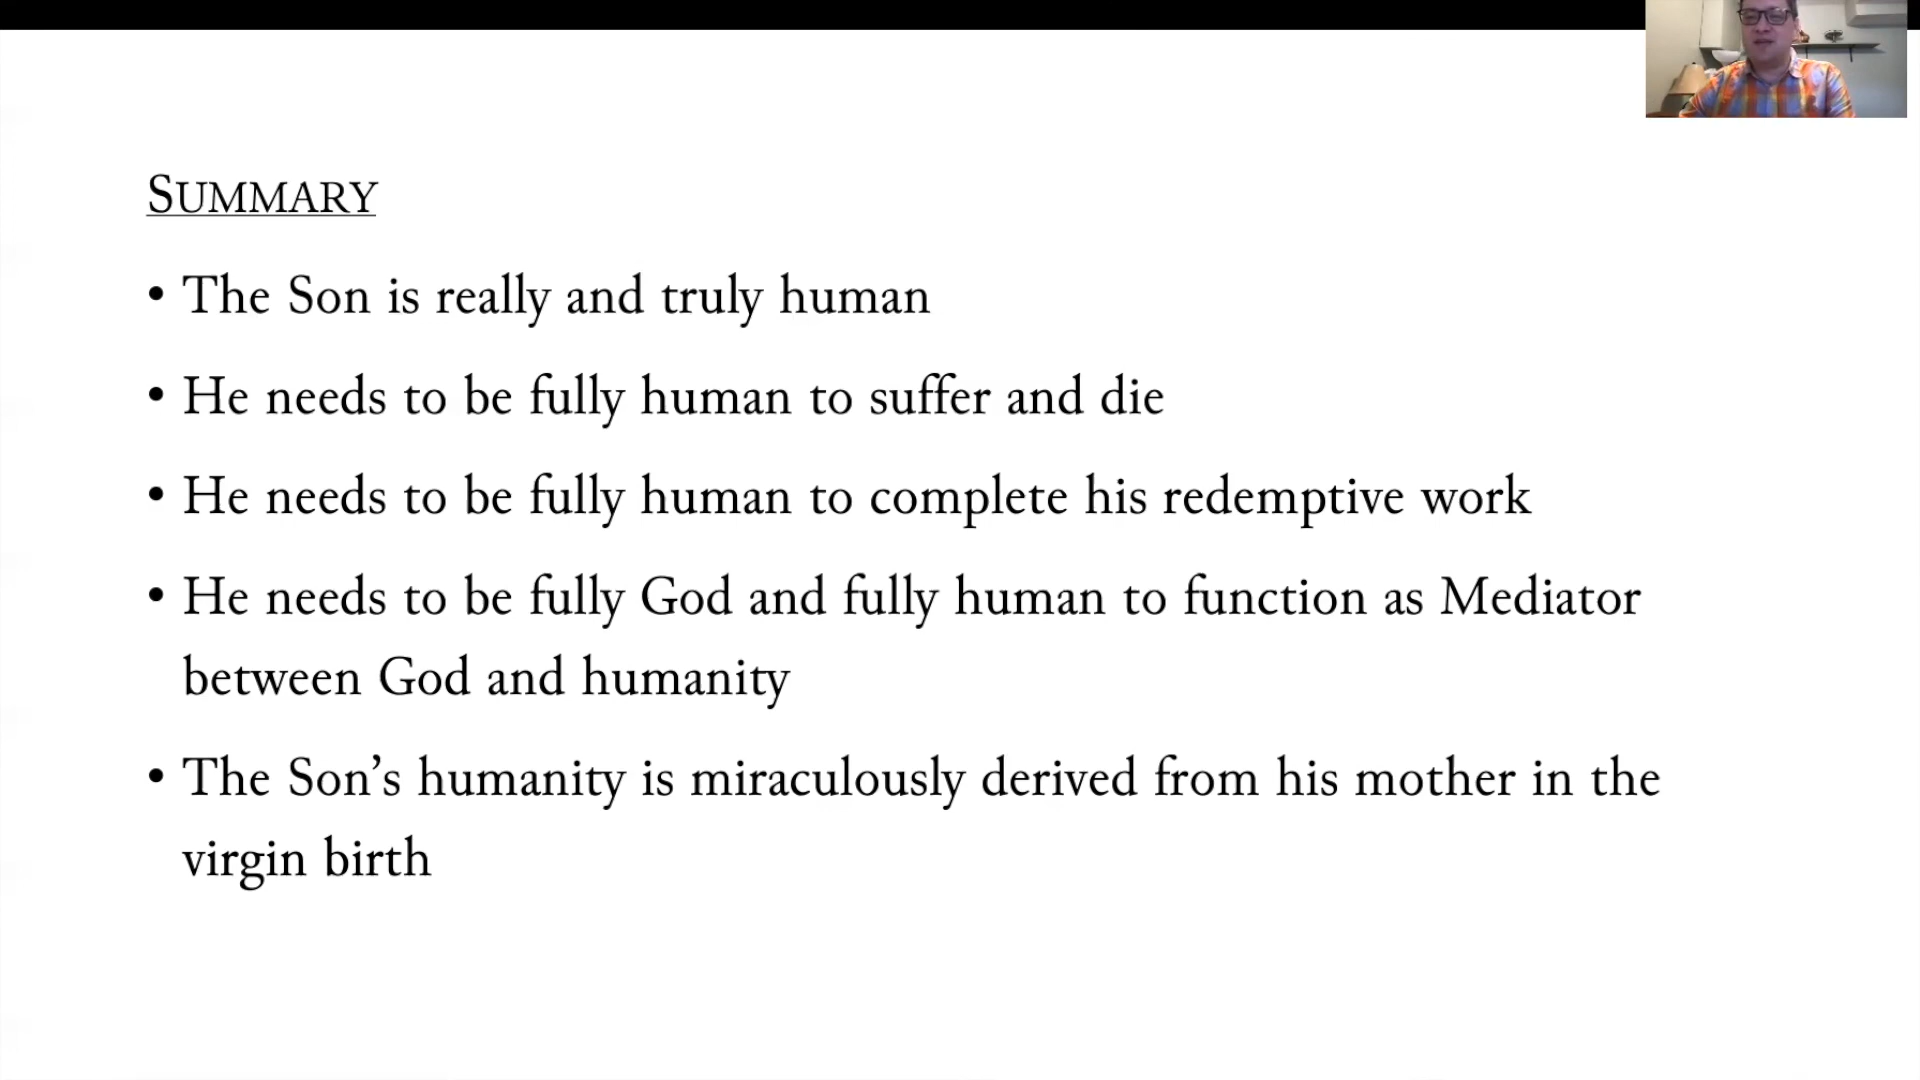 SUMMARY
• The Son is really and truly human
• He needs to be fully human to suffer and die
• He needs to be fully human to complete his redemptive work
• He needs to be fully God and fully human to function as Mediator
between God and humanity
• The Son’s humanity is miraculously derived from his mother in the
virgin birth